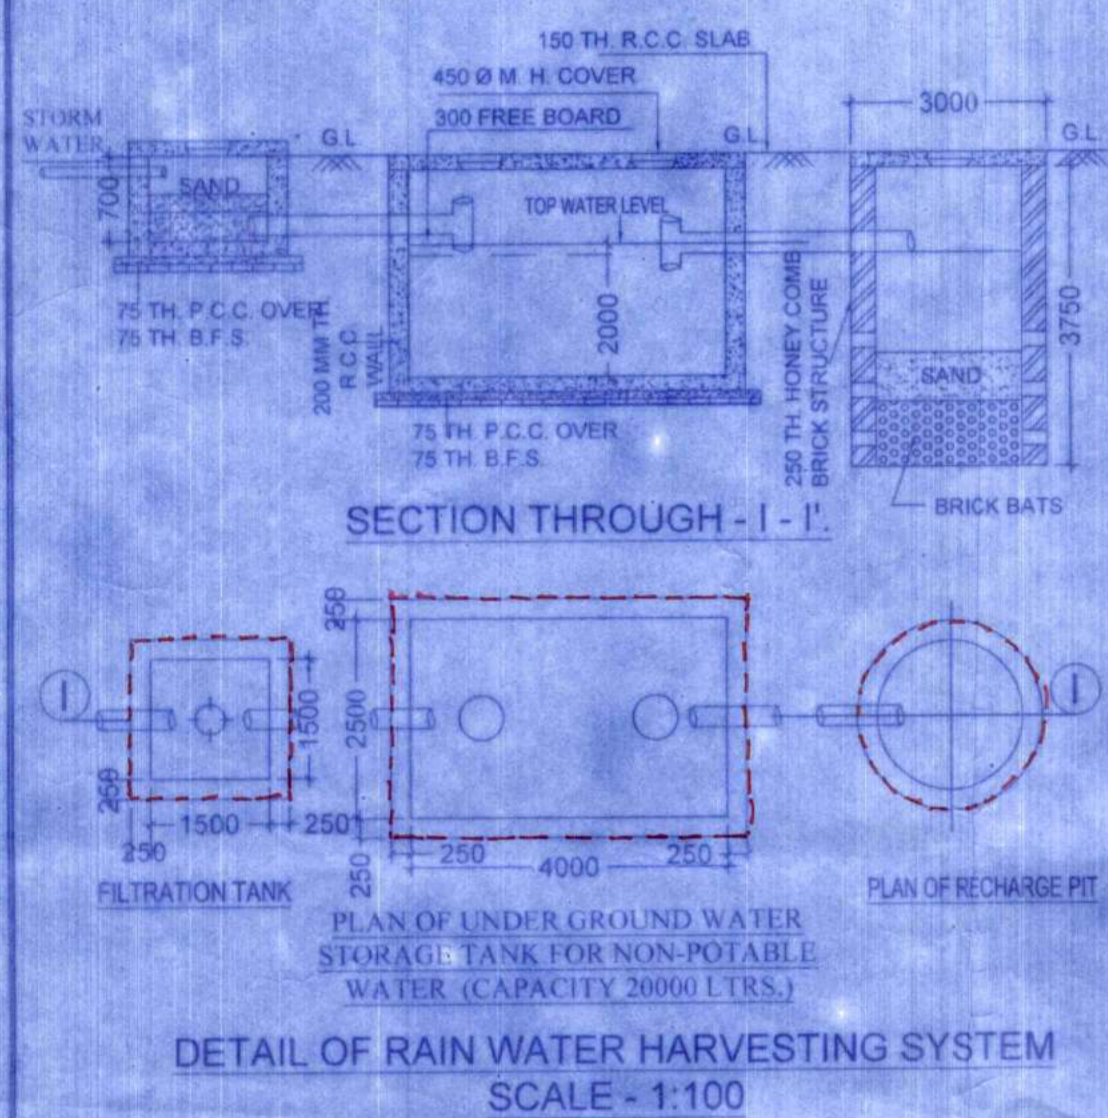 150 TH. R.C.C. SLAB
450 Ø M. H. COVER
300 FREE BOARD
STORM
WATER
G.L
G.L
G.L
3000
700
SAND
TOP WATER LEVEL
75 TH. P.C.C. OVER
75 TH. B.F.S.
200 MM TH.
R.C.C.
WALL
2000
250 TH. HONEY COMB
BRICK STRUCTURE
3750
SAND
75 TH. P.C.C. OVER
75 TH. B.F.S.
BRICK BATS
SECTION THROUGH - I - I'.
250
I
1500
2500
I
250
1500
250
250
250
250
4000
250
FILTRATION TANK
PLAN OF RECHARGE PIT
PLAN OF UNDER GROUND WATER
STORAGE TANK FOR NON-POTABLE
WATER (CAPACITY 20000 LTRS.)
DETAIL OF RAIN WATER HARVESTING SYSTEM
SCALE - 1:100